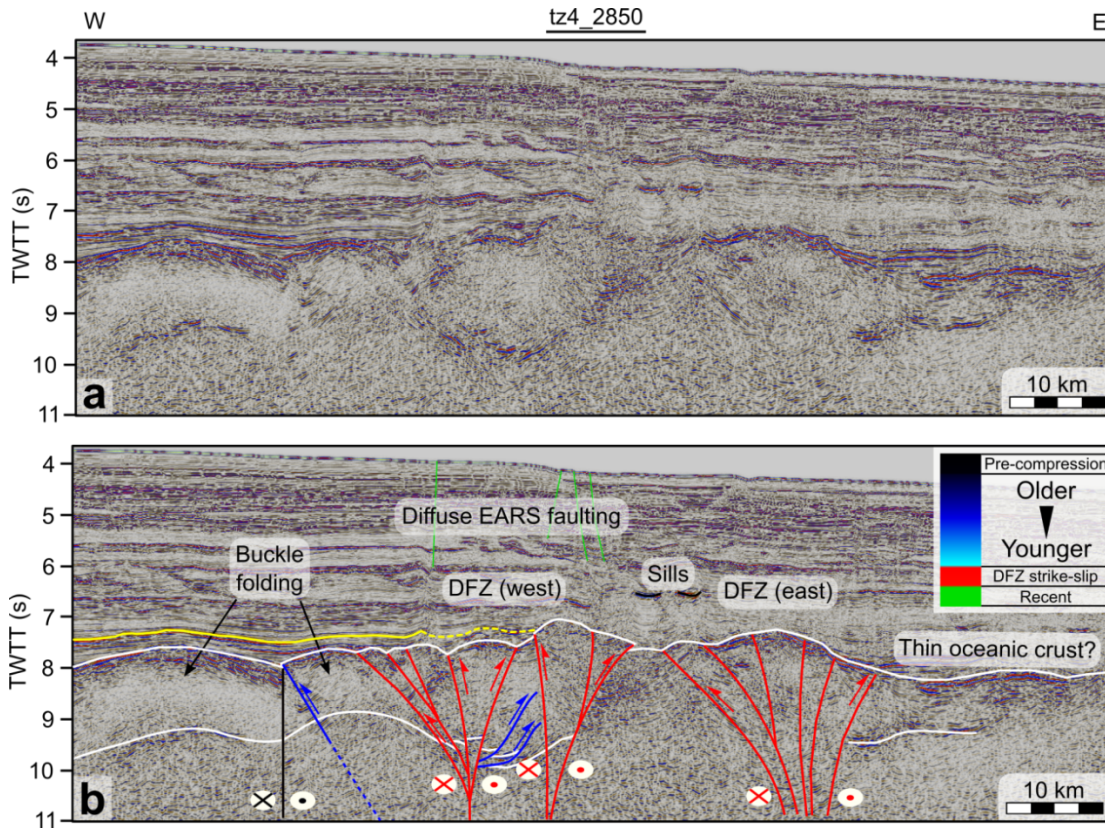 W
tz4_2850
E
4
5
6
7
8
9
10
11
TWTT (s)
a
10 km
4
5
6
7
8
9
10
11
TWTT (s)
Diffuse EARS faulting
Buckle
folding
DFZ (west)
Sills
DFZ (east)
Thin oceanic crust?
Pre-compression
Older
Younger
DFZ strike-slip
Recent
b
10 km